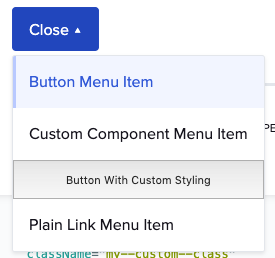 Close ▲
Button Menu Item
Custom Component Menu Item
PE
Button With Custom Styling
Plain Link Menu Item
className="my--custom--class"